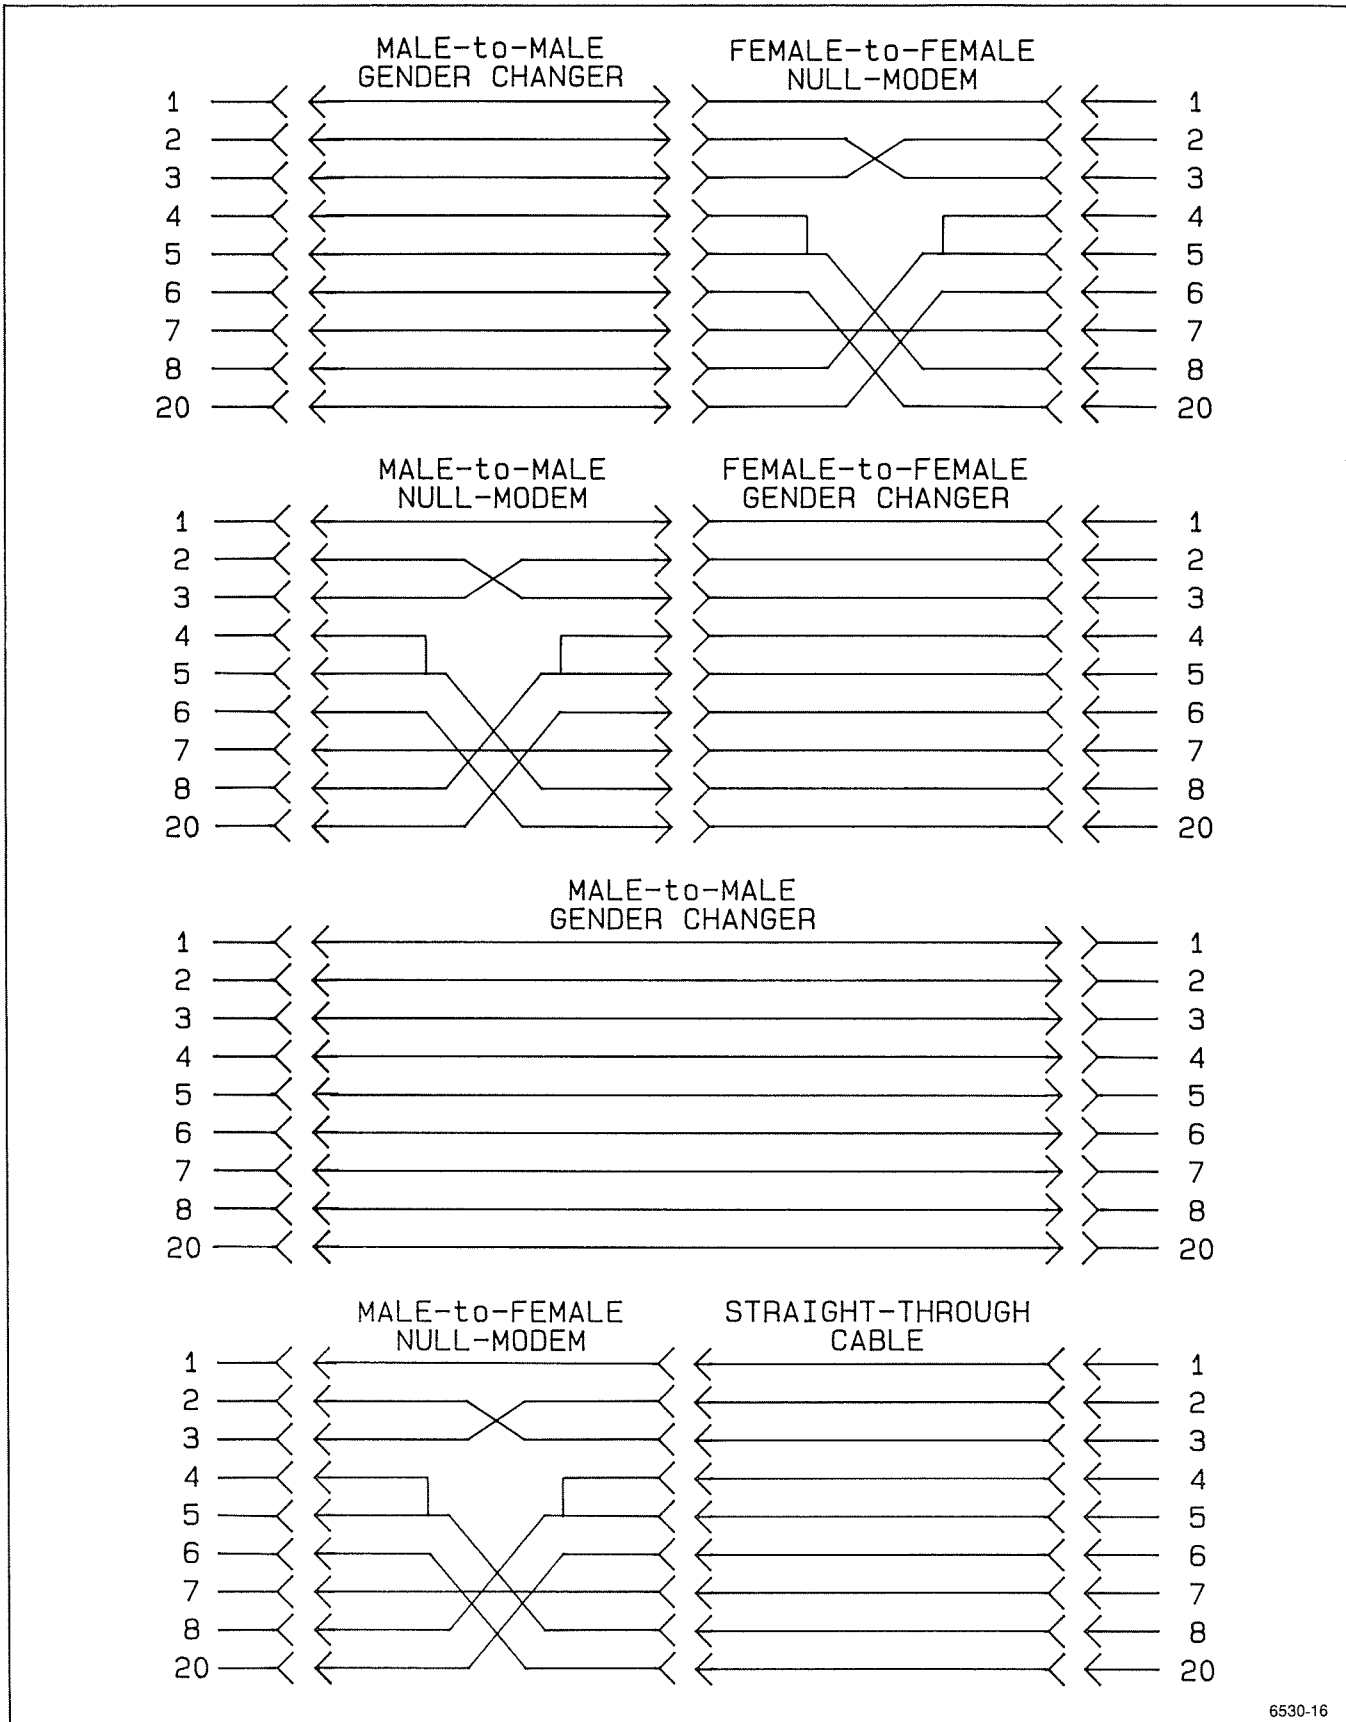 MALE-to-MALE
GENDER CHANGER
FEMALE-to-FEMALE
NULL-MODEM
1 1
2 2
3 3
4 4
5 5
6 6
7 7
8 8
20 20
MALE-to-MALE
NULL-MODEM
FEMALE-to-FEMALE
GENDER CHANGER
1 1
2 2
3 3
4 4
5 5
6 6
7 7
8 8
20 20
MALE-to-MALE
GENDER CHANGER
1 1
2 2
3 3
4 4
5 5
6 6
7 7
8 8
20 20
MALE-to-FEMALE
NULL-MODEM
STRAIGHT-THROUGH
CABLE
1 1
2 2
3 3
4 4
5 5
6 6
7 7
8 8
20 20
6530-16